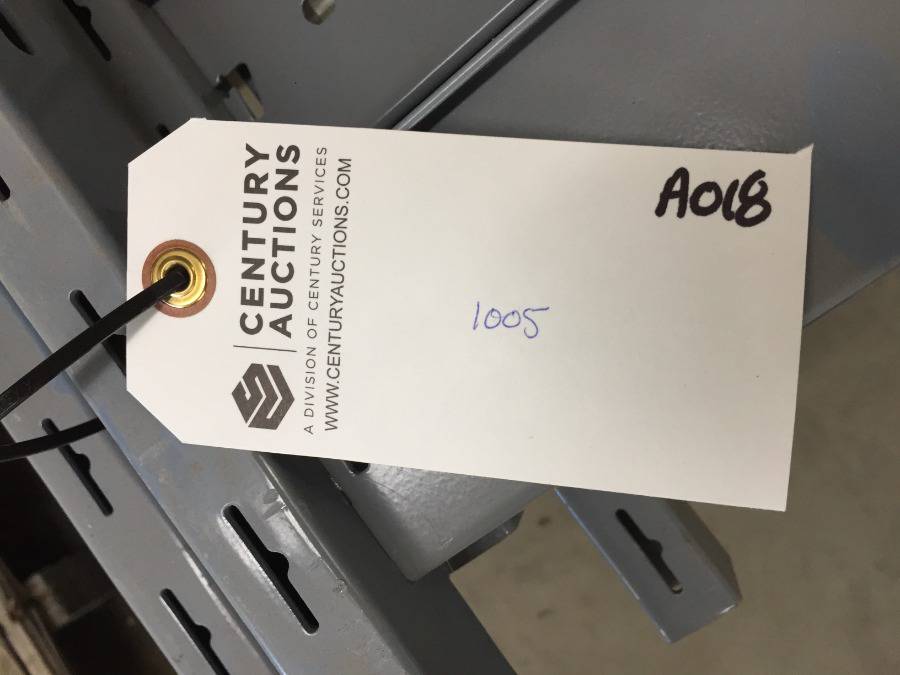 CENTURY
AUCTIONS
A DIVISION OF CENTURY SERVICES
WWW.CENTURYAUCTIONS.COM
1005
A018